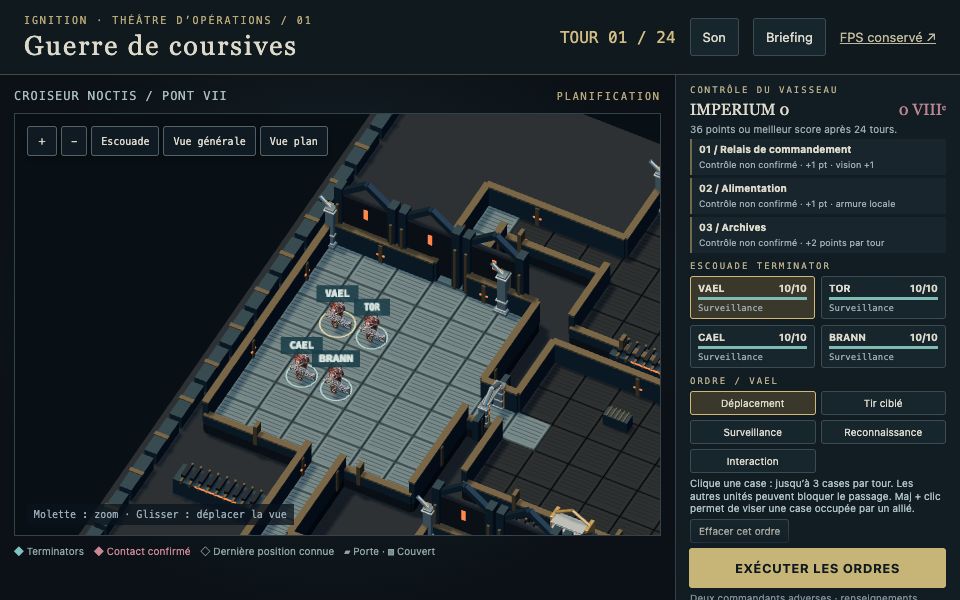 IGNITION · THÉÂTRE D’OPÉRATIONS / 01
Guerre de coursives
TOUR 01 / 24
Son
Briefing
FPS conservé ↗
CROISEUR NOCTIS / PONT VII
PLANIFICATION
+
−
Escouade
Vue générale
Vue plan
VAEL
TOR
CAEL
BRANN
Molette : zoom · Glisser : déplacer la vue
◆ Terminators ◆ Contact confirmé ◇ Dernière position connue ▰ Porte · ▩ Couvert
CONTRÔLE DU VAISSEAU
IMPERIUM 0
0 VIIIᵉ
36 points ou meilleur score après 24 tours.
01 / Relais de commandement
Contrôle non confirmé · +1 pt · vision +1
02 / Alimentation
Contrôle non confirmé · +1 pt · armure locale
03 / Archives
Contrôle non confirmé · +2 points par tour
ESCOUADE TERMINATOR
VAEL 10/10
Surveillance
TOR 10/10
Surveillance
CAEL 10/10
Surveillance
BRANN 10/10
Surveillance
ORDRE / VAEL
Déplacement
Tir ciblé
Surveillance
Reconnaissance
Interaction
Clique une case : jusqu’à 3 cases par tour. Les
autres unités peuvent bloquer le passage. Maj + clic
permet de viser une case occupée par un allié.
Effacer cet ordre
EXÉCUTER LES ORDRES
Deux commandants adverses · renseignements